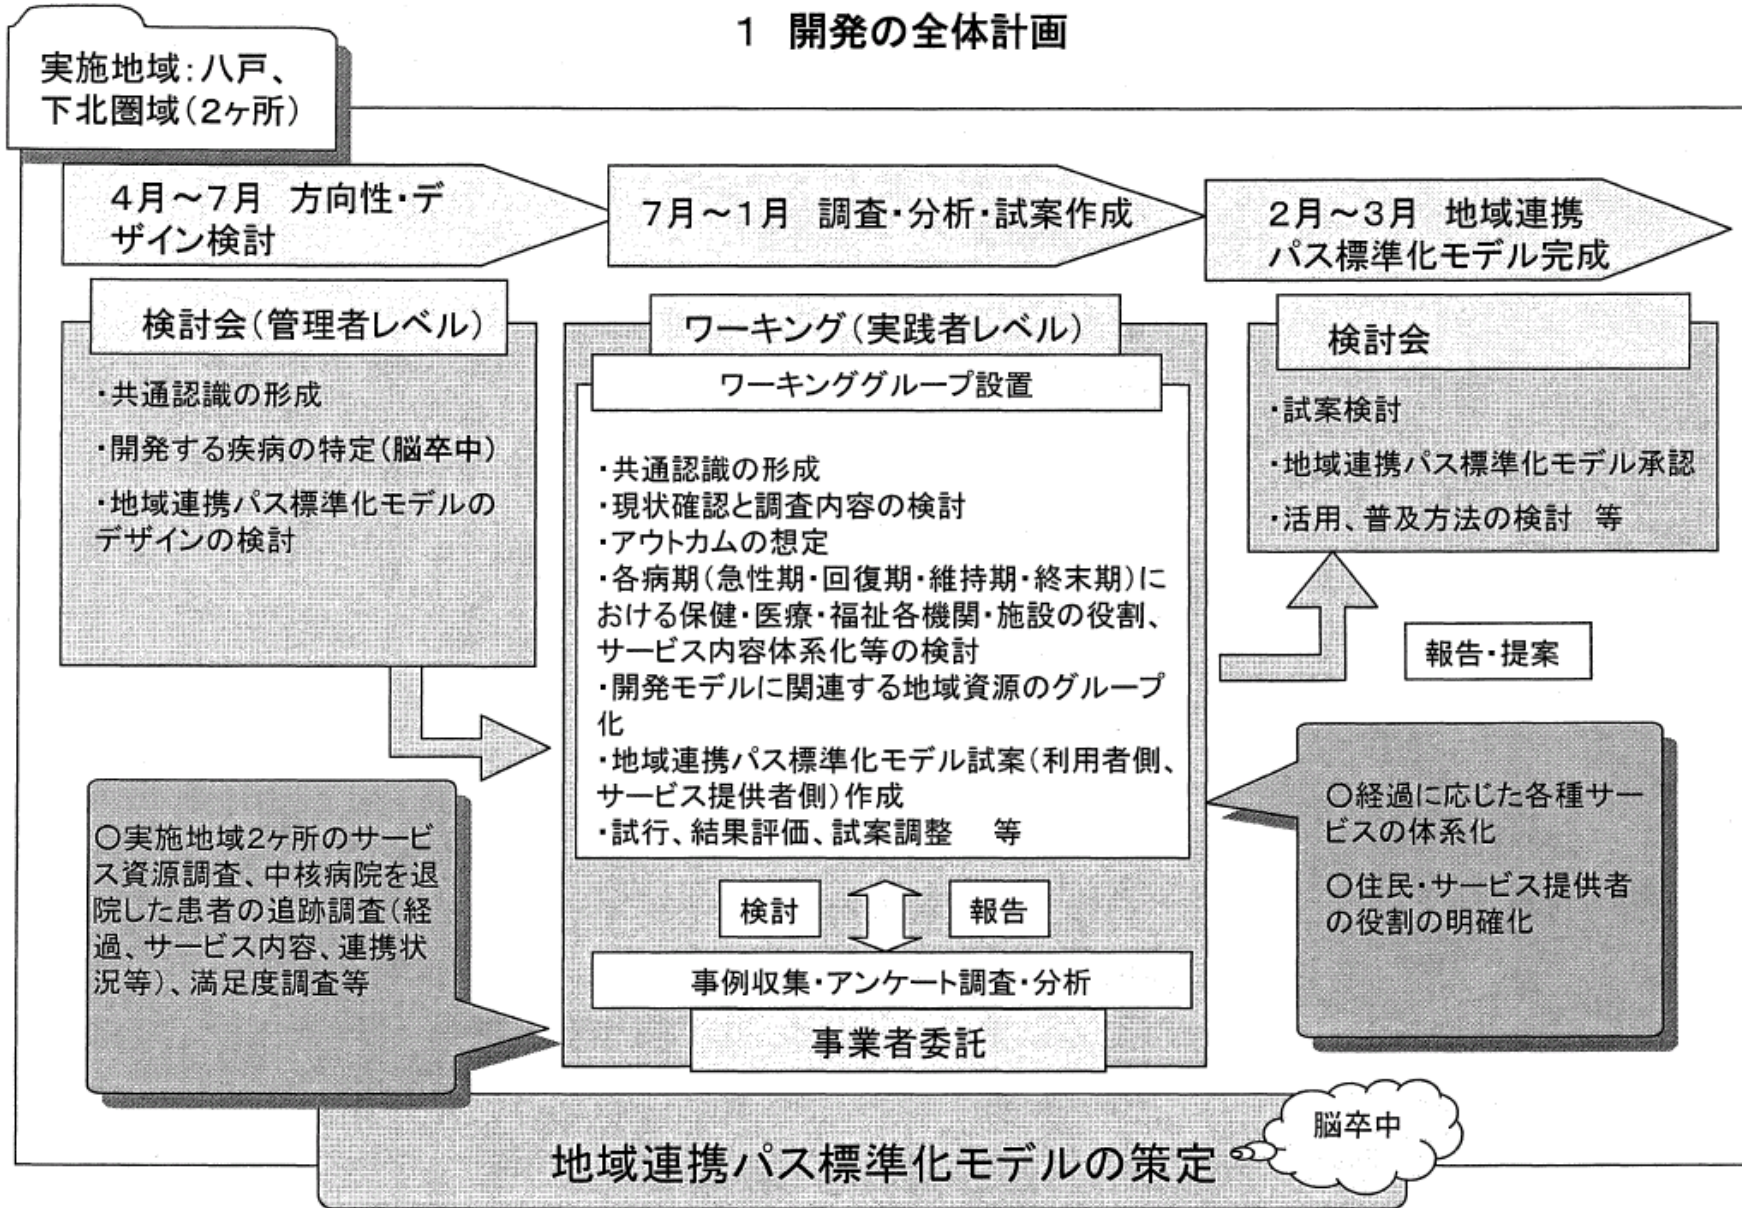 1 開発の全体計画
実施地域：八戸、
下北圏域（2ヶ所）
4月～7月 方向性・デ
ザイン検討
7月～1月 調査・分析・試案作成
2月～3月 地域連携
パス標準化モデル完成
検討会（管理者レベル）
・共通認識の形成
・開発する疾病の特定（脳卒中）
・地域連携パス標準化モデルの
デザインの検討
ワーキング（実践者レベル）
ワーキンググループ設置
・共通認識の形成
・現状確認と調査内容の検討
・アウトカムの想定
・各病期（急性期・回復期・維持期・終末期）に
おける保健・医療・福祉各機関・施設の役割、
サービス内容体系化等の検討
・開発モデルに関連する地域資源のグループ
化
・地域連携パス標準化モデル試案（利用者側、
サービス提供者側）作成
・試行、結果評価、試案調整 等
検討
報告
事例収集・アンケート調査・分析
事業者委託
検討会
・試案検討
・地域連携パス標準化モデル承認
・活用、普及方法の検討 等
報告・提案
○実施地域2ヶ所のサービ
ス資源調査、中核病院を退
院した患者の追跡調査（経
過、サービス内容、連携状
況等）、満足度調査等
○経過に応じた各種サー
ビスの体系化
○住民・サービス提供者
の役割の明確化
地域連携パス標準化モデルの策定
脳卒中